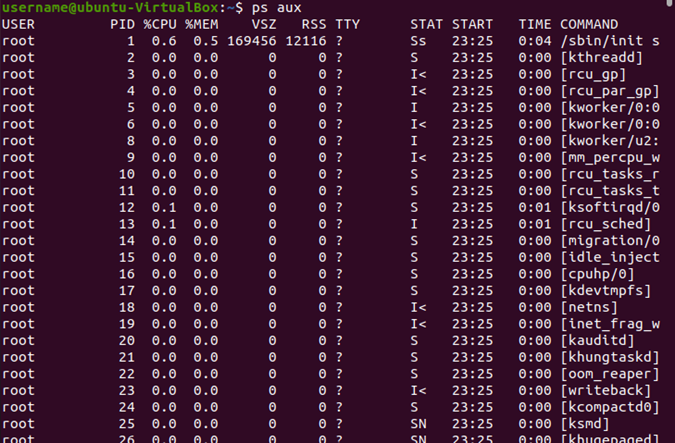 username@ubuntu-VirtualBox:~$ ps aux
USER PID %CPU %MEM VSZ RSS TTY STAT START TIME COMMAND
root 1 0.6 0.5 169456 12116 ? Ss 23:25 0:04 /sbin/init s
root 2 0.0 0.0 0 0 ? S 23:25 0:00 [kthreadd]
root 3 0.0 0.0 0 0 ? I< 23:25 0:00 [rcu_gp]
root 4 0.0 0.0 0 0 ? I< 23:25 0:00 [rcu_par_gp]
root 5 0.0 0.0 0 0 ? I 23:25 0:00 [kworker/0:0
root 6 0.0 0.0 0 0 ? I< 23:25 0:00 [kworker/0:0
root 8 0.0 0.0 0 0 ? I 23:25 0:00 [kworker/u2:
root 9 0.0 0.0 0 0 ? I< 23:25 0:00 [mm_percpu_w
root 10 0.0 0.0 0 0 ? S 23:25 0:00 [rcu_tasks_r
root 11 0.0 0.0 0 0 ? S 23:25 0:00 [rcu_tasks_t
root 12 0.1 0.0 0 0 ? S 23:25 0:01 [ksoftirqd/0
root 13 0.1 0.0 0 0 ? I 23:25 0:01 [rcu_sched]
root 14 0.0 0.0 0 0 ? S 23:25 0:00 [migration/0
root 15 0.0 0.0 0 0 ? S 23:25 0:00 [idle_inject
root 16 0.0 0.0 0 0 ? S 23:25 0:00 [cpuhp/0]
root 17 0.0 0.0 0 0 ? S 23:25 0:00 [kdevtmpfs]
root 18 0.0 0.0 0 0 ? I< 23:25 0:00 [netns]
root 19 0.0 0.0 0 0 ? I< 23:25 0:00 [inet_frag_w
root 20 0.0 0.0 0 0 ? S 23:25 0:00 [kauditd]
root 21 0.0 0.0 0 0 ? S 23:25 0:00 [khungtaskd]
root 22 0.0 0.0 0 0 ? S 23:25 0:00 [oom_reaper]
root 23 0.0 0.0 0 0 ? I< 23:25 0:00 [writeback]
root 24 0.0 0.0 0 0 ? S 23:25 0:00 [kcompactd0]
root 25 0.0 0.0 0 0 ? SN 23:25 0:00 [ksmd]
root 26 0.0 0.0 0 0 ? SN 23:25 0:00 [khugepaged]